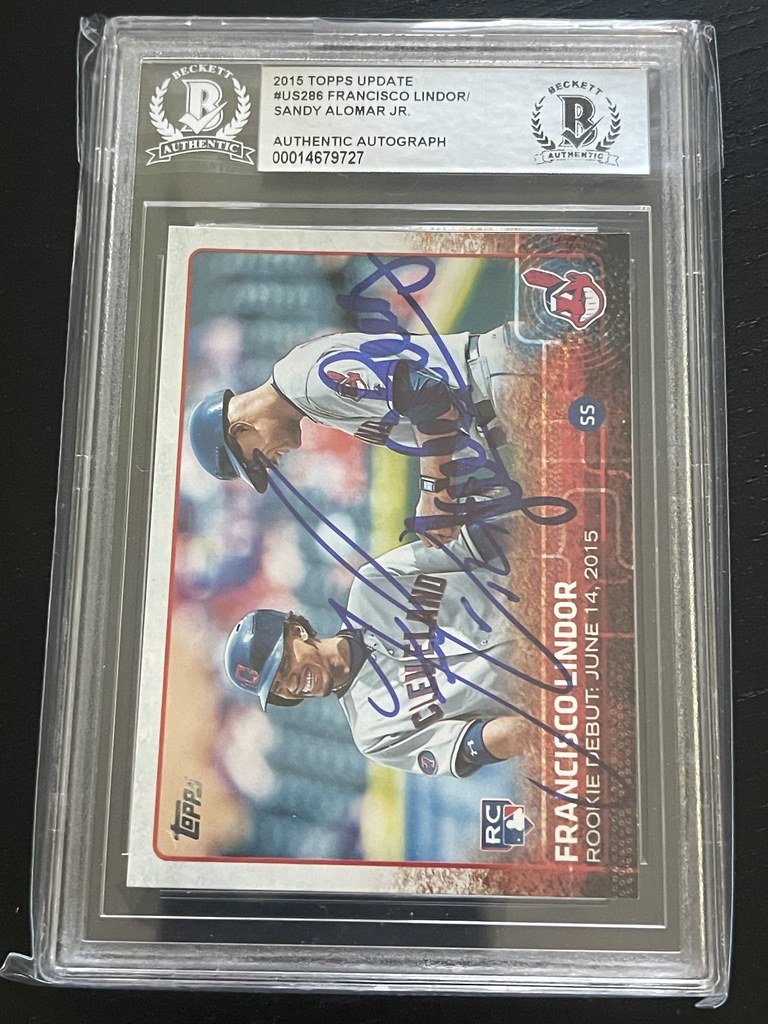 BECKETT
B
AUTHENTIC
2015 TOPPS UPDATE
#US286 FRANCISCO LINDOR/
SANDY ALOMAR JR.
AUTHENTIC AUTOGRAPH
00014679727
BECKETT
B
AUTHENTIC
TOPPS
C
CLEVELAND
SS
RC
FRANCISCO LINDOR
ROOKIE DEBUT: JUNE 14, 2015